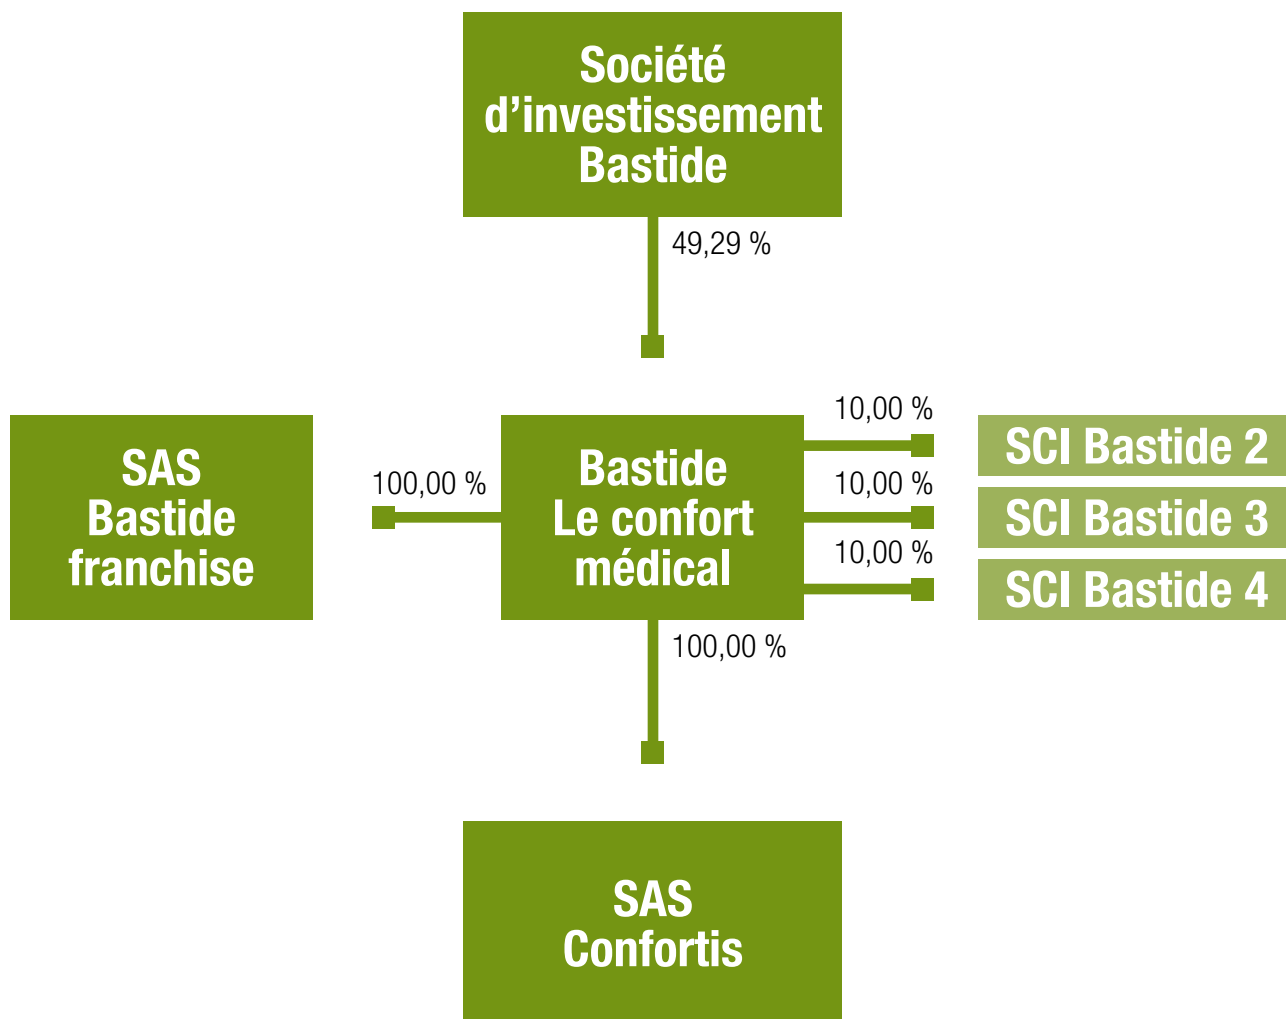 Société
d’investissement
Bastide
49,29 %
SAS
Bastide
franchise
100,00 %
Bastide
Le confort
médical
10,00 %
10,00 %
10,00 %
SCI Bastide 2
SCI Bastide 3
SCI Bastide 4
100,00 %
SAS
Confortis